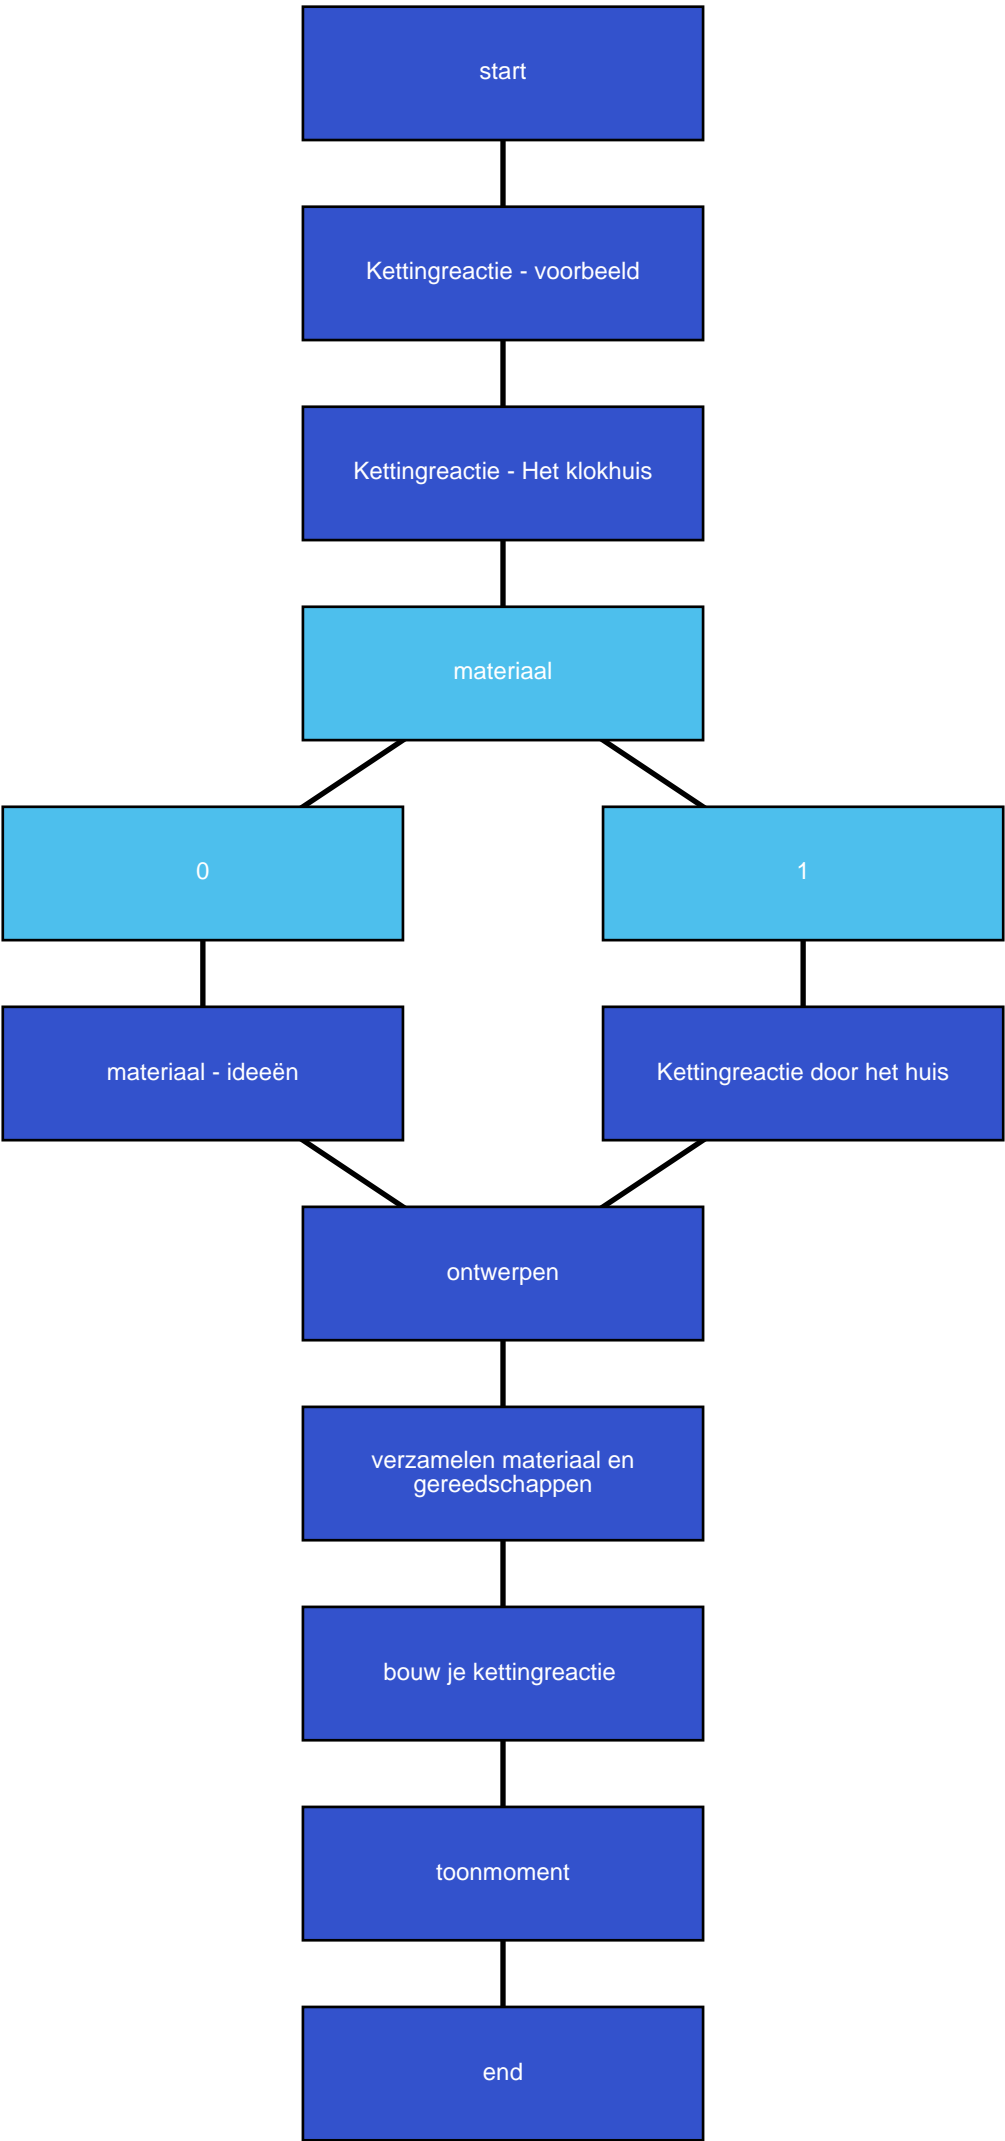 start
Kettingreactie - voorbeeld
Kettingreactie - Het klokhuis
materiaal
0
1
materiaal - ideeën
Kettingreactie door het huis
ontwerpen
verzamelen materiaal en
gereedschappen
bouw je kettingreactie
toonmoment
end